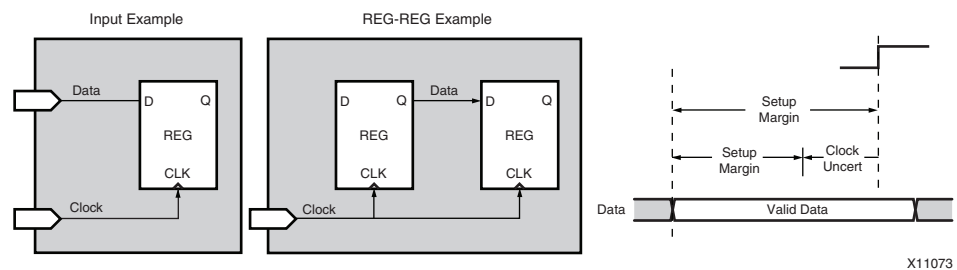 Input Example
Data
D
Q
REG
CLK
Clock
REG-REG Example
D
Q
REG
CLK
Data
D
Q
REG
CLK
Clock
Setup
Margin
Setup
Margin
Clock
Uncert
Data
Valid Data
X11073